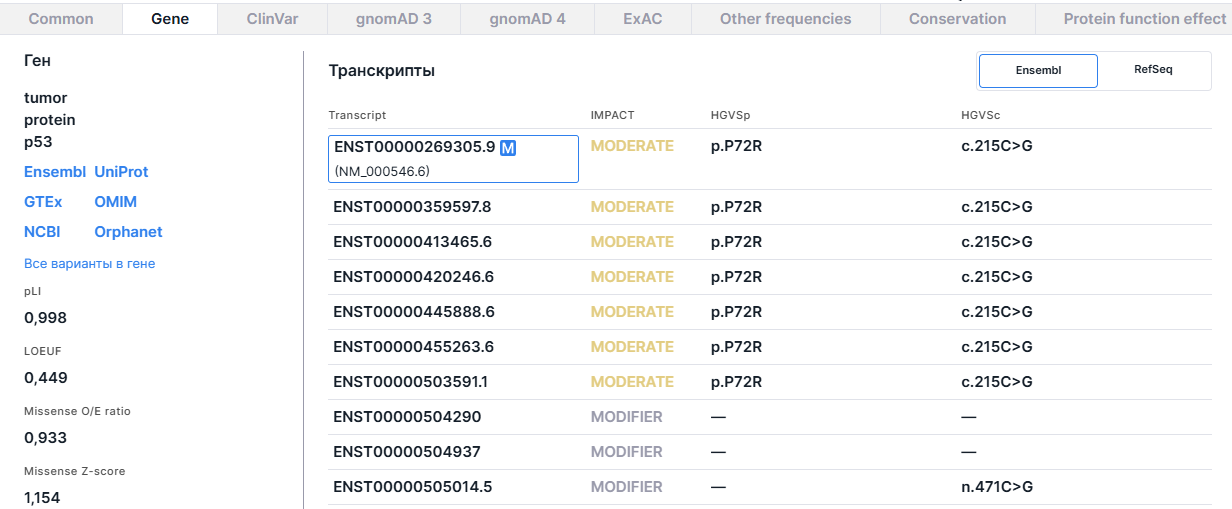 Common Gene ClinVar gnomAD 3 gnomAD 4 ExAC Other frequencies Conservation Protein function effect
Ген
tumor
protein
p53
Ensembl UniProt
GTEx OMIM
NCBI Orphanet
Все варианты в гене
pLI
0,998
LOEUF
0,449
Missense O/E ratio
0,933
Missense Z-score
1,154
Транскрипты
Ensembl RefSeq
Transcript IMPACT HGVSp HGVSc
ENST00000269305.9 M MODERATE p.P72R c.215C>G
(NM_000546.6)
ENST00000359597.8 MODERATE p.P72R c.215C>G
ENST00000413465.6 MODERATE p.P72R c.215C>G
ENST00000420246.6 MODERATE p.P72R c.215C>G
ENST00000445888.6 MODERATE p.P72R c.215C>G
ENST00000455263.6 MODERATE p.P72R c.215C>G
ENST00000503591.1 MODERATE p.P72R c.215C>G
ENST00000504290 MODIFIER — —
ENST00000504937 MODIFIER — —
ENST00000505014.5 MODIFIER — n.471C>G